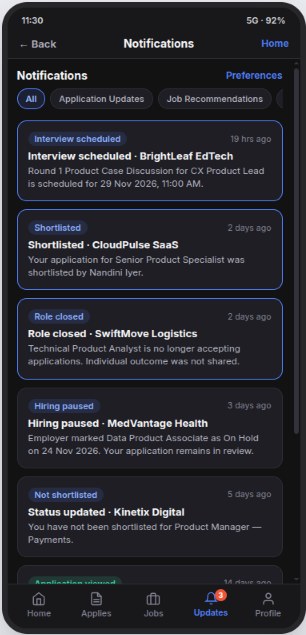 11:30
5G · 92%
← Back
Notifications
Home
Notifications
Preferences
All
Application Updates
Job Recommendations
Interview scheduled
19 hrs ago
Interview scheduled · BrightLeaf EdTech
Round 1 Product Case Discussion for CX Product Lead
is scheduled for 29 Nov 2026, 11:00 AM.
Shortlisted
2 days ago
Shortlisted · CloudPulse SaaS
Your application for Senior Product Specialist was
shortlisted by Nandini Iyer.
Role closed
2 days ago
Role closed · SwiftMove Logistics
Technical Product Analyst is no longer accepting
applications. Individual outcome was not shared.
Hiring paused
3 days ago
Hiring paused · MedVantage Health
Employer marked Data Product Associate as On Hold
on 24 Nov 2026. Your application remains in review.
Not shortlisted
5 days ago
Status updated · Kinetix Digital
You have not been shortlisted for Product Manager —
Payments.
Application viewed
14 days ago
3
Home
Applies
Jobs
Updates
Profile